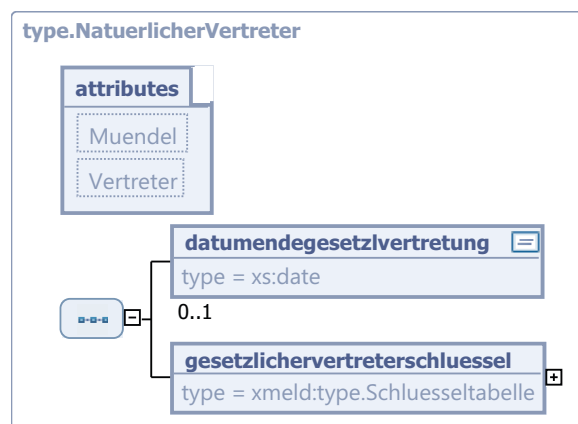 type.NatuerlicherVertreter
attributes
Muendel
Vertreter
datumendegesetzlvertretung
type = xs:date
0..1
gesetzlichervertreterschluessel
type = xmeld:type.Schluesseltabelle